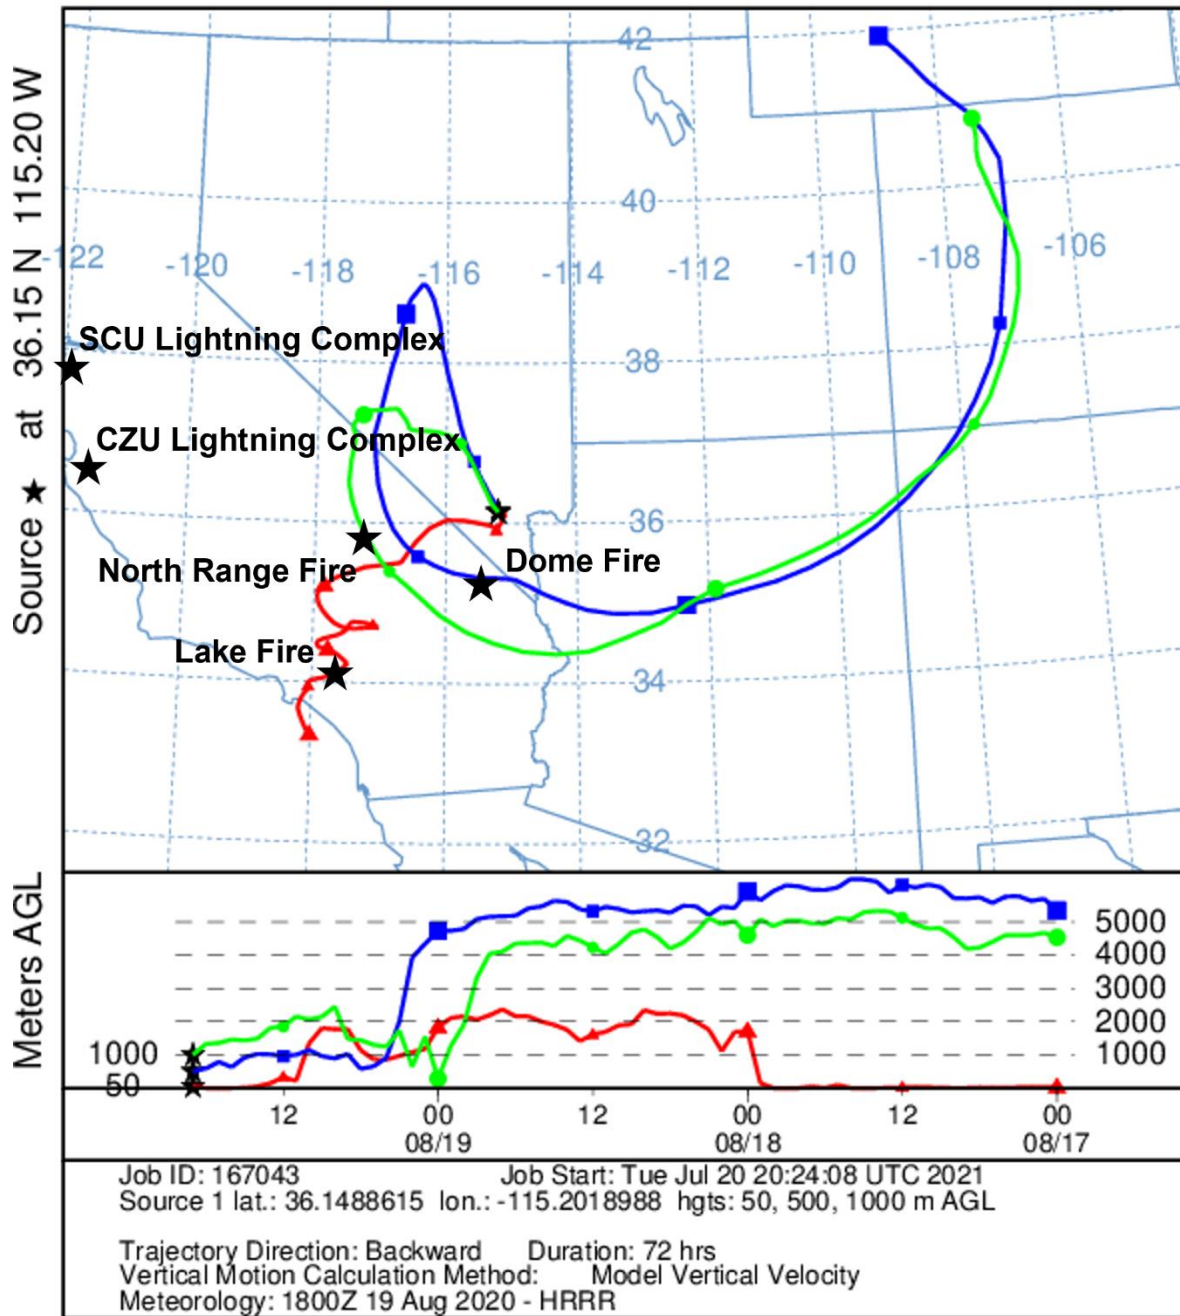 Source ★ at 36.15 N 115.20 W
42
40
-122 -120 -118 -116 -114 -112 -110 -108 -106
SCU Lightning Complex
38
CZU Lightning Complex
36
Dome Fire
North Range Fire
Lake Fire
34
32
Meters AGL
5000
4000
3000
2000
1000 1000
50
12 00 12 00 12 00
08/19 08/18 08/17
Job ID: 167043 Job Start: Tue Jul 20 20:24:08 UTC 2021
Source 1 lat.: 36.1488615 lon.: -115.2018988 hgts: 50, 500, 1000 m AGL
Trajectory Direction: Backward Duration: 72 hrs
Vertical Motion Calculation Method: Model Vertical Velocity
Meteorology: 1800Z 19 Aug 2020 - HRRR